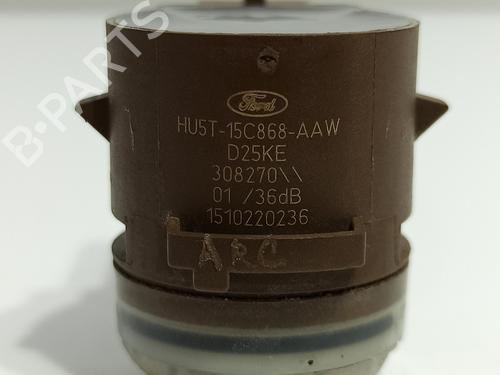 B-PARTS
Ford
HU5T-15C868-AAW
D25KE
308270\\
01 /36dB
1510220236
ARC